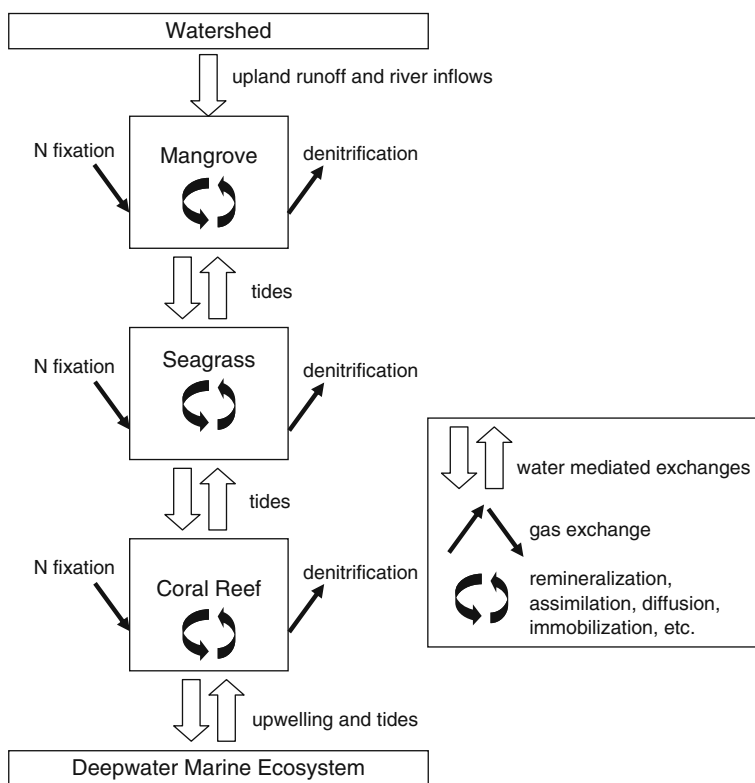 Watershed
upland runoff and river inflows
N fixation
Mangrove
denitrification
tides
N fixation
Seagrass
denitrification
tides
N fixation
Coral Reef
denitrification
upwelling and tides
Deepwater Marine Ecosystem
water mediated exchanges
gas exchange
remineralization,
assimilation, diffusion,
immobilization, etc.